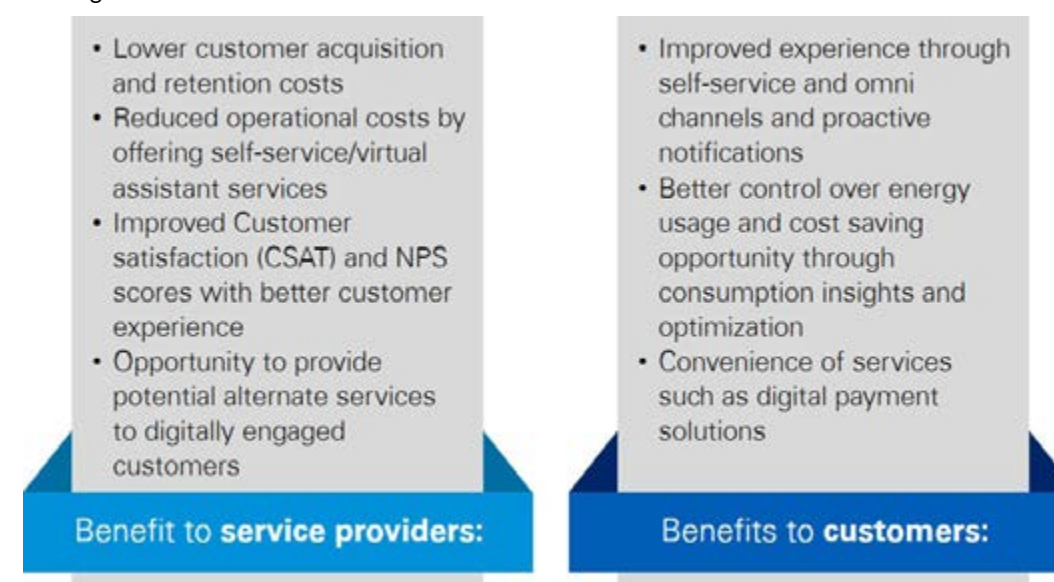 • Lower customer acquisition
and retention costs
• Reduced operational costs by
offering self-service/virtual
assistant services
• Improved Customer
satisfaction (CSAT) and NPS
scores with better customer
experience
• Opportunity to provide
potential alternate services
to digitally engaged
customers
Benefit to service providers:
• Improved experience through
self-service and omni
channels and proactive
notifications
• Better control over energy
usage and cost saving
opportunity through
consumption insights and
optimization
• Convenience of services
such as digital payment
solutions
Benefits to customers: